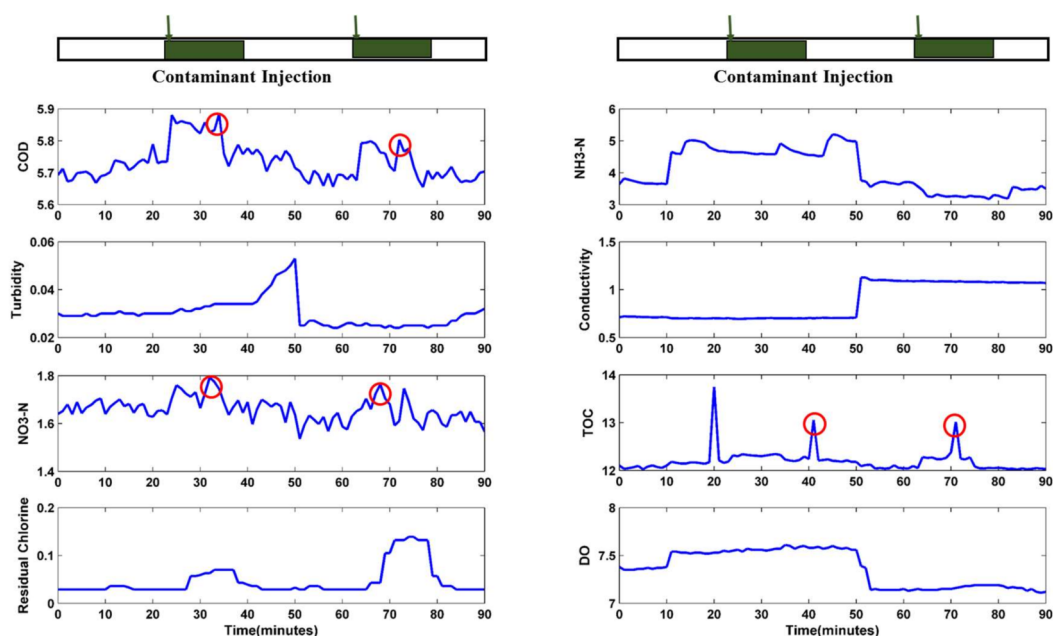 Contaminant Injection
5.9
5.8
5.7
5.6
COD
0 10 20 30 40 50 60 70 80 90
0.06
0.04
0.02
Turbidity
0 10 20 30 40 50 60 70 80 90
1.8
1.6
1.4
NO3-N
0 10 20 30 40 50 60 70 80 90
0.2
0.1
0
Residual Chlorine
0 10 20 30 40 50 60 70 80 90
Time(minutes)
Contaminant Injection
6
5
4
3
NH3-N
0 10 20 30 40 50 60 70 80 90
1.5
1
0.5
Conductivity
0 10 20 30 40 50 60 70 80 90
14
13
12
TOC
0 10 20 30 40 50 60 70 80 90
8
7.5
7
DO
0 10 20 30 40 50 60 70 80 90
Time(minutes)